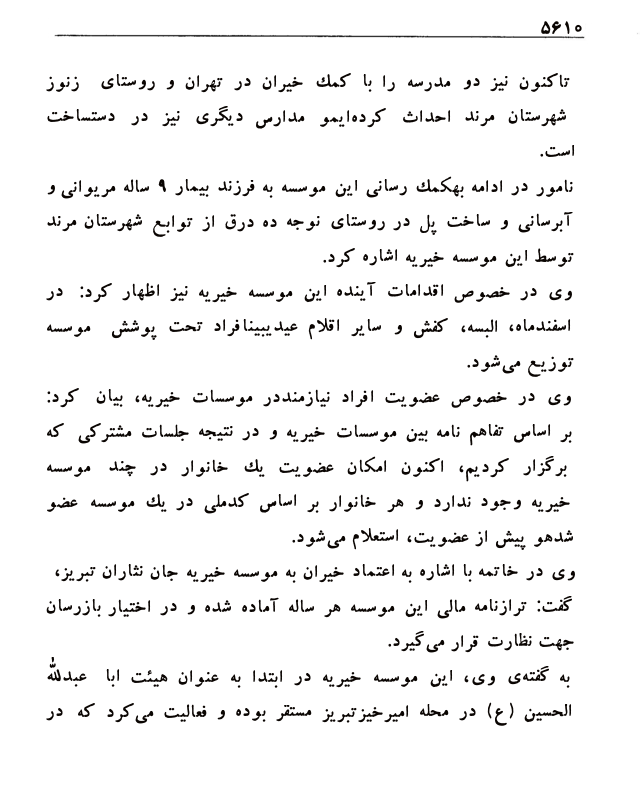 ۵۶۱۰
تاکنون نیز دو مدرسه را با کمك خیران در تهران و روستای زنوز
شهرستان مرند احداث کرده‌ایمو مدارس دیگری نیز در دستساخت
است.
نامور در ادامه بهکمك رسانی این موسسه به فرزند بیمار ۹ ساله مریوانی و
آبرسانی و ساخت پل در روستای نوجه ده درق از توابع شهرستان مرند
توسط این موسسه خیریه اشاره کرد.
وی در خصوص اقدامات آینده این موسسه خیریه نیز اظهار کرد: در
اسفندماه، البسه، کفش و سایر اقلام عیدیبینافراد تحت پوشش موسسه
توزیع می‌شود.
وی در خصوص عضویت افراد نیازمنددر موسسات خیریه، بیان کرد:
بر اساس تفاهم نامه بین موسسات خیریه و در نتیجه جلسات مشترکی که
برگزار کردیم، اکنون امکان عضویت یك خانوار در چند موسسه
خیریه وجود ندارد و هر خانوار بر اساس کدملی در یك موسسه عضو
شدهو پیش از عضویت، استعلام می‌شود.
وی در خاتمه با اشاره به اعتماد خیران به موسسه خیریه جان نثاران تبریز،
گفت: ترازنامه مالی این موسسه هر ساله آماده شده و در اختیار بازرسان
جهت نظارت قرار می‌گیرد.
به گفته‌ی وی، این موسسه خیریه در ابتدا به عنوان هیئت ابا عبدلله
الحسین (ع) در محله امیرخیزتبریز مستقر بوده و فعالیت می‌کرد که در